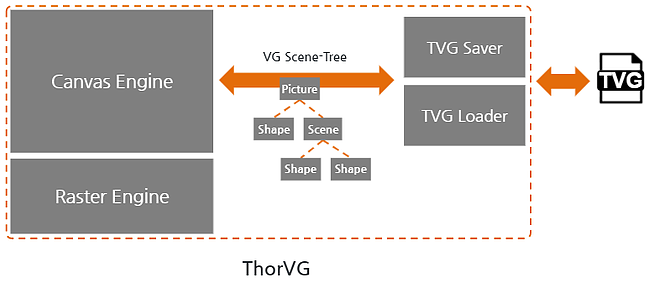 Canvas Engine
Raster Engine
VG Scene-Tree
Picture
Shape
Scene
Shape
Shape
TVG Saver
TVG Loader
TVG
ThorVG